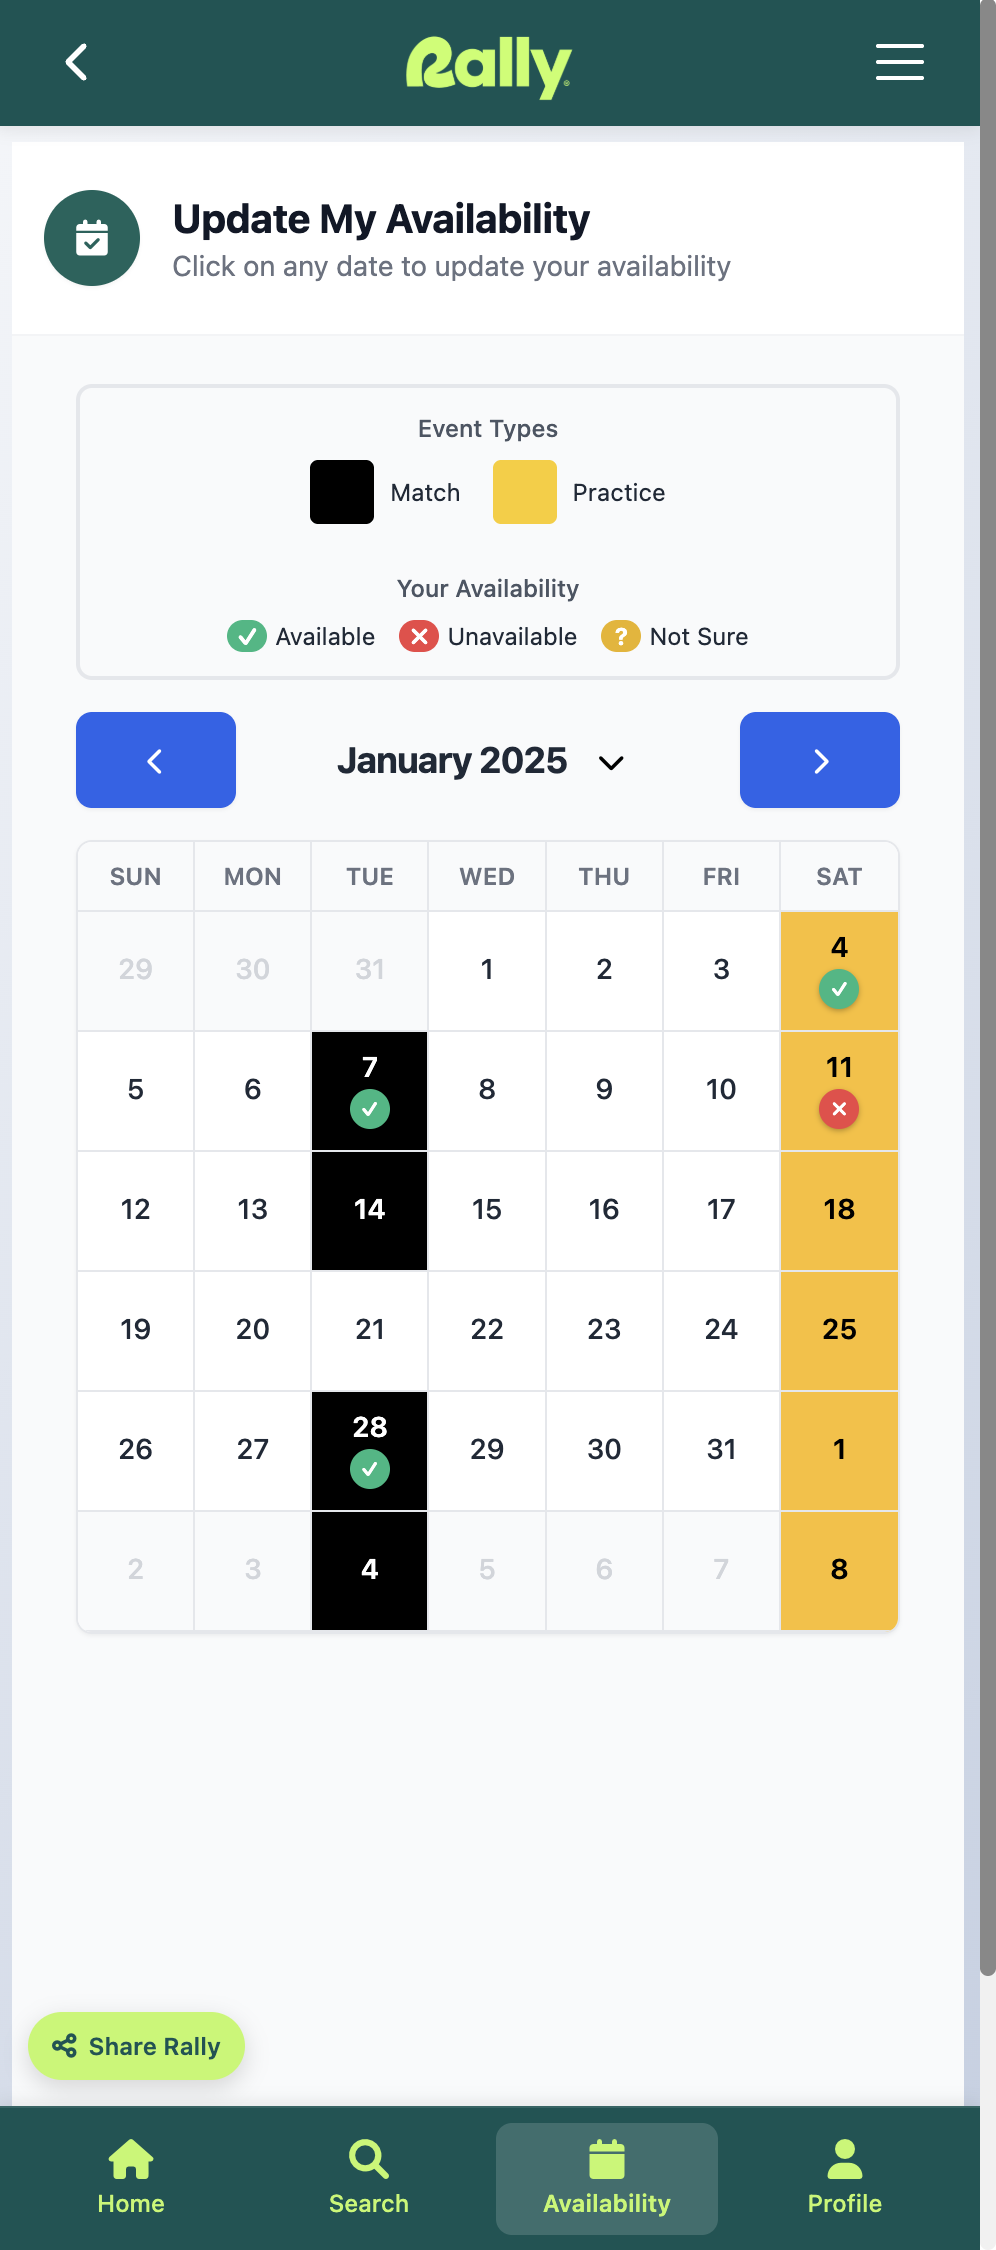 Rally
Update My Availability
Click on any date to update your availability
Event Types
Match Practice
Your Availability
Available Unavailable ? Not Sure
January 2025
SUN MON TUE WED THU FRI SAT
29 30 31 1 2 3 4
5 6 7 8 9 10 11
12 13 14 15 16 17 18
19 20 21 22 23 24 25
26 27 28 29 30 31 1
2 3 4 5 6 7 8
Share Rally
Home Search Availability Profile